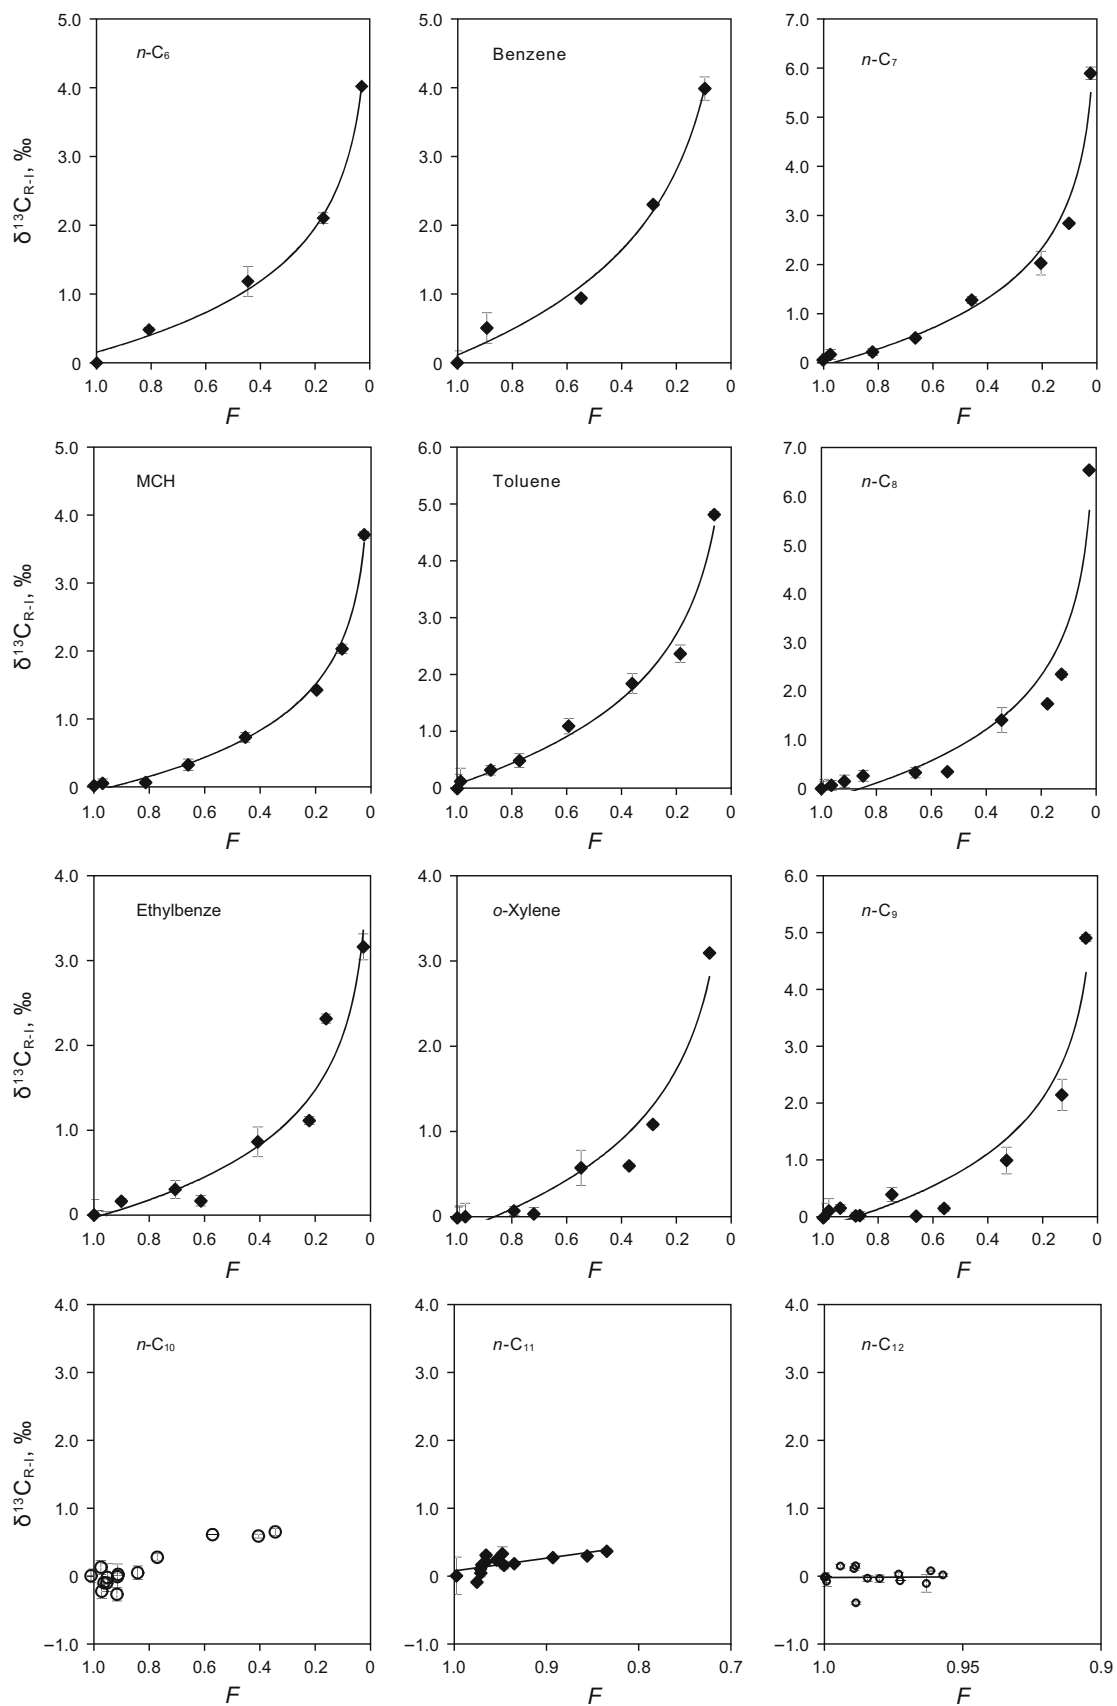 5.0 5.0 7.0
n-C₆ Benzene n-C₇
6.0
4.0 4.0
5.0
3.0 3.0
4.0
δ¹³C_R-I, ‰
2.0 2.0 3.0
2.0
1.0 1.0
1.0
0 0 0
1.0 0.8 0.6 0.4 0.2 0 1.0 0.8 0.6 0.4 0.2 0 1.0 0.8 0.6 0.4 0.2 0
F F F
5.0 6.0 7.0
MCH Toluene n-C₈
6.0
5.0
4.0
5.0
4.0
3.0
4.0
δ¹³C_R-I, ‰
3.0
3.0
2.0
2.0
2.0
1.0
1.0
1.0
0 0 0
1.0 0.8 0.6 0.4 0.2 0 1.0 0.8 0.6 0.4 0.2 0 1.0 0.8 0.6 0.4 0.2 0
F F F
4.0 4.0 6.0
Ethylbenze o-Xylene n-C₉
5.0
3.0 3.0
4.0
δ¹³C_R-I, ‰
2.0 2.0 3.0
2.0
1.0 1.0
1.0
0 0 0
1.0 0.8 0.6 0.4 0.2 0 1.0 0.8 0.6 0.4 0.2 0 1.0 0.8 0.6 0.4 0.2 0
F F F
4.0 4.0 4.0
n-C₁₀ n-C₁₁ n-C₁₂
3.0 3.0 3.0
δ¹³C_R-I, ‰
2.0 2.0 2.0
1.0 1.0 1.0
0 0 0
–1.0 –1.0 –1.0
1.0 0.8 0.6 0.4 0.2 0 1.0 0.9 0.8 0.7 1.0 0.95 0.9
F F F